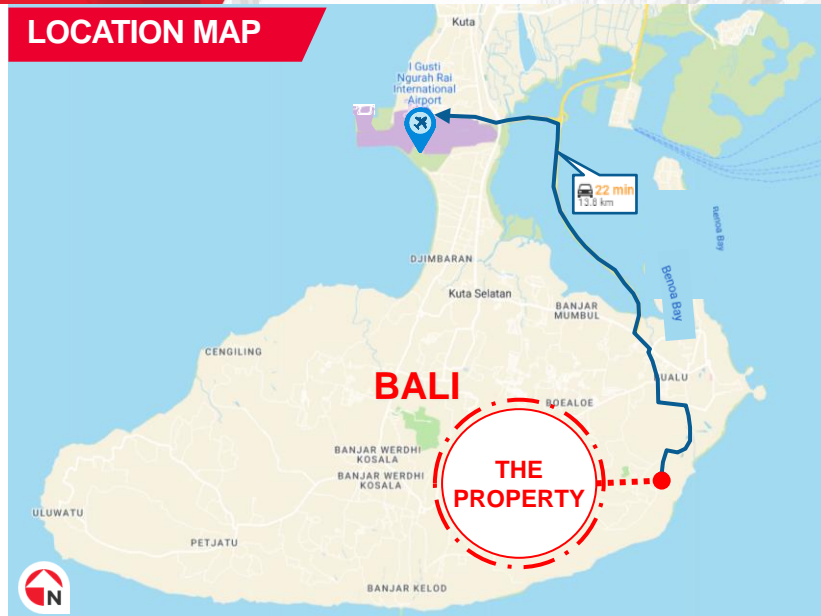 LOCATION MAP
Kuta
I Gusti
Ngurah Rai
International
Airport
22 min
13.8 km
Benoa Bay
DJIMBARAN
Benoa Bay
Kuta Selatan
BANJAR
MUMBUL
CENGILING
UALU
BALI
BOEALOE
BANJAR WERDHI
KOSALA
BANJAR WERDHI
KOSALA
THE
PROPERTY
ULUWATU
PETJATU
BANJAR KELOD
N